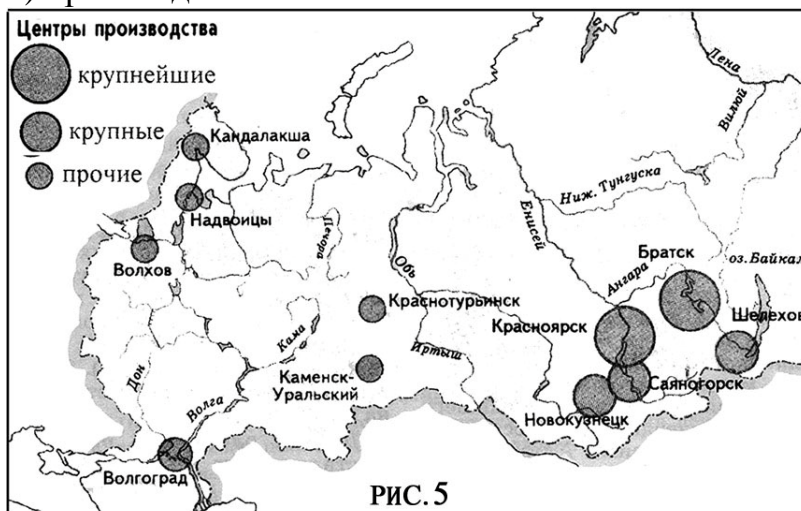 Центры производства
крупнейшие
крупные
прочие
Кандалакша
Надвоицы
Волхов
Печора
Обь
Енисей
Ниж. Тунгуска
Лена
Вилюй
Братск
оз. Байкал
Ангара
Красноярск
Шелехов
Краснотурьинск
Иртыш
Кама
Каменск-
Уральский
Саяногорск
Новокузнецк
Дон
Волга
Волгоград
РИС. 5